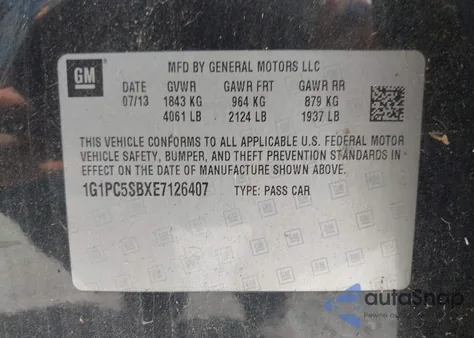 GM
MFD BY GENERAL MOTORS LLC
DATE GVWR GAWR FRT GAWR RR
07/13 1843 KG 964 KG 879 KG
4061 LB 2124 LB 1937 LB
THIS VEHICLE CONFORMS TO ALL APPLICABLE U.S. FEDERAL MOTOR
VEHICLE SAFETY, BUMPER, AND THEFT PREVENTION STANDARDS IN
EFFECT ON THE DATE OF MANUFACTURE SHOWN ABOVE.
1G1PC5SBXE7126407 TYPE: PASS CAR
autoSnap